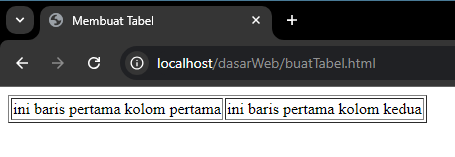 Membuat Tabel
localhost/dasarWeb/buatTabel.html
ini baris pertama kolom pertama ini baris pertama kolom kedua